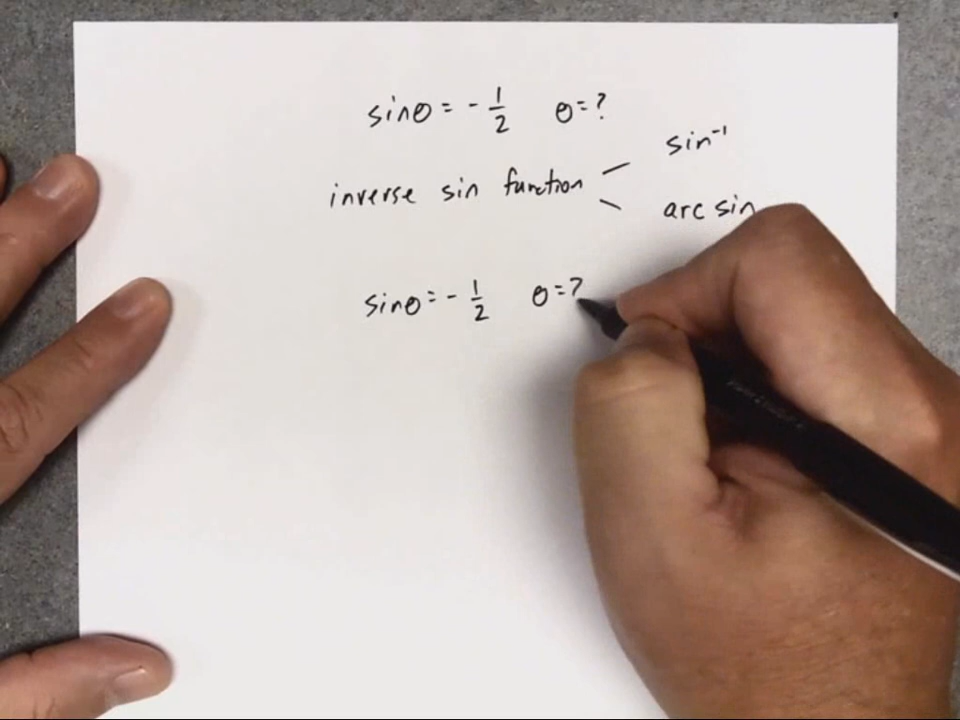 sinθ = - 1/2 θ = ?
sin⁻¹
inverse sin function
arc sin
sinθ = - 1/2 θ = ?